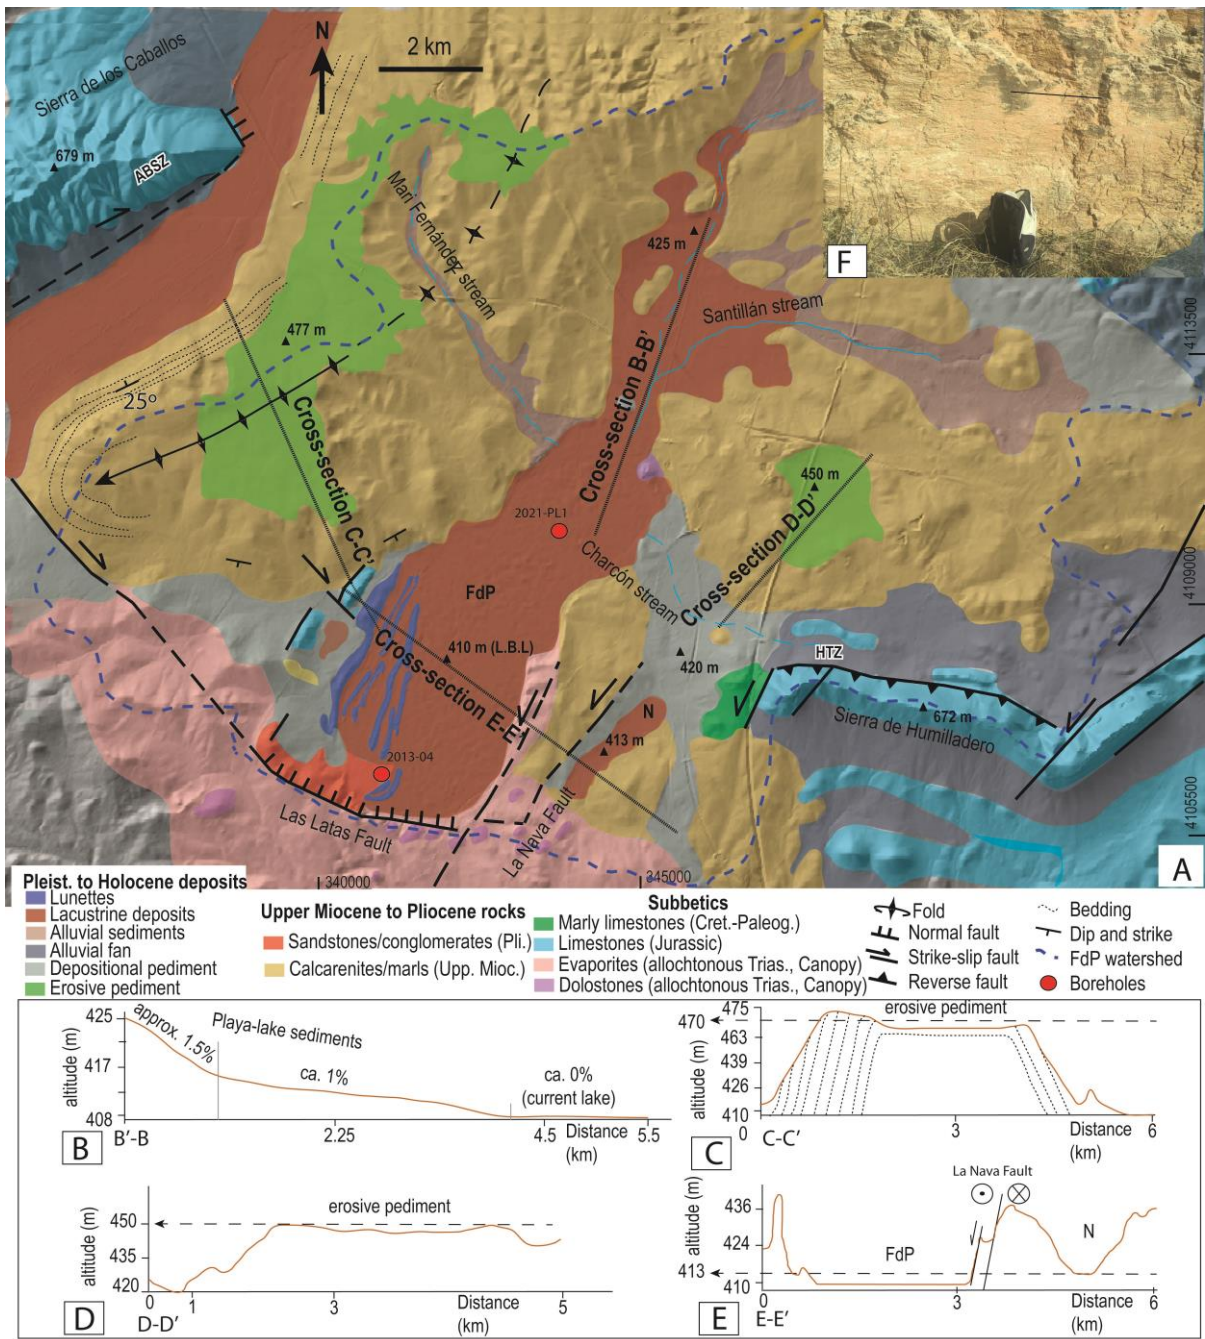 N
2 km
Sierra de los Caballos
679 m
ABSZ
F
Mari Fernández stream
425 m
Santillán stream
4113500
477 m
25º
Cross-section B-B'
Cross-section C-C'
450 m
2021-PL1
Charcón stream
Cross-section D-D'
4109000
FdP
410 m (L.B.L)
Cross-section E-E'
420 m
HTZ
672 m
Sierra de Humilladero
N
413 m
2013-04
La Nava Fault
Las Latas Fault
4105500
340000
345000
A
Pleist. to Holocene deposits
Lunettes
Lacustrine deposits
Alluvial sediments
Alluvial fan
Depositional pediment
Erosive pediment
Upper Miocene to Pliocene rocks
Sandstones/conglomerates (Pli.)
Calcarenites/marls (Upp. Mioc.)
Subbetics
Marly limestones (Cret.-Paleog.)
Limestones (Jurassic)
Evaporites (allochtonous Trias., Canopy)
Dolostones (allochtonous Trias., Canopy)
Fold
Normal fault
Strike-slip fault
Reverse fault
Bedding
Dip and strike
FdP watershed
Boreholes
altitude (m)
425
417
408
approx. 1.5%
Playa-lake sediments
ca. 1%
ca. 0%
(current lake)
B
B'-B
2.25
4.5
Distance
(km)
5.5
altitude (m)
475
470
463
439
426
410
erosive pediment
0
C
C-C'
3
Distance
(km)
6
altitude (m)
450
435
420
erosive pediment
0
1
3
Distance
(km)
5
D
D-D'
La Nava Fault
altitude (m)
436
424
413
410
FdP
N
0
3
Distance
(km)
6
E
E-E'